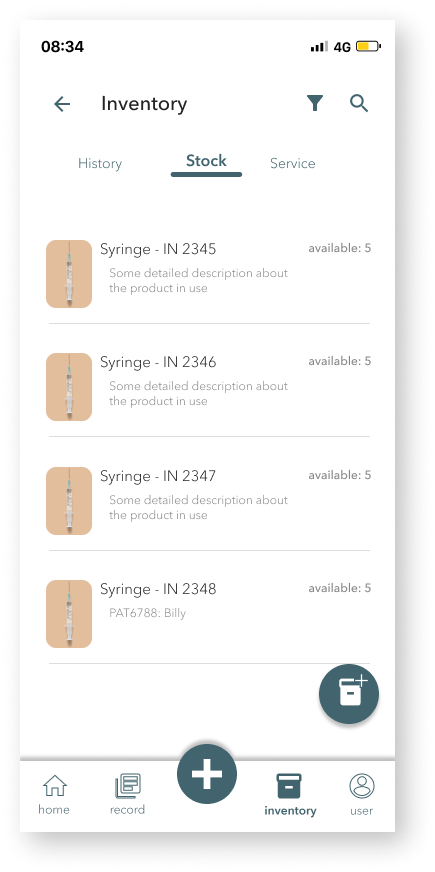 08:34 4G
Inventory
History Stock Service
Syringe - IN 2345 available: 5
Some detailed description about
the product in use
Syringe - IN 2346 available: 5
Some detailed description about
the product in use
Syringe - IN 2347 available: 5
Some detailed description about
the product in use
Syringe - IN 2348 available: 5
PAT6788: Billy
home record inventory user